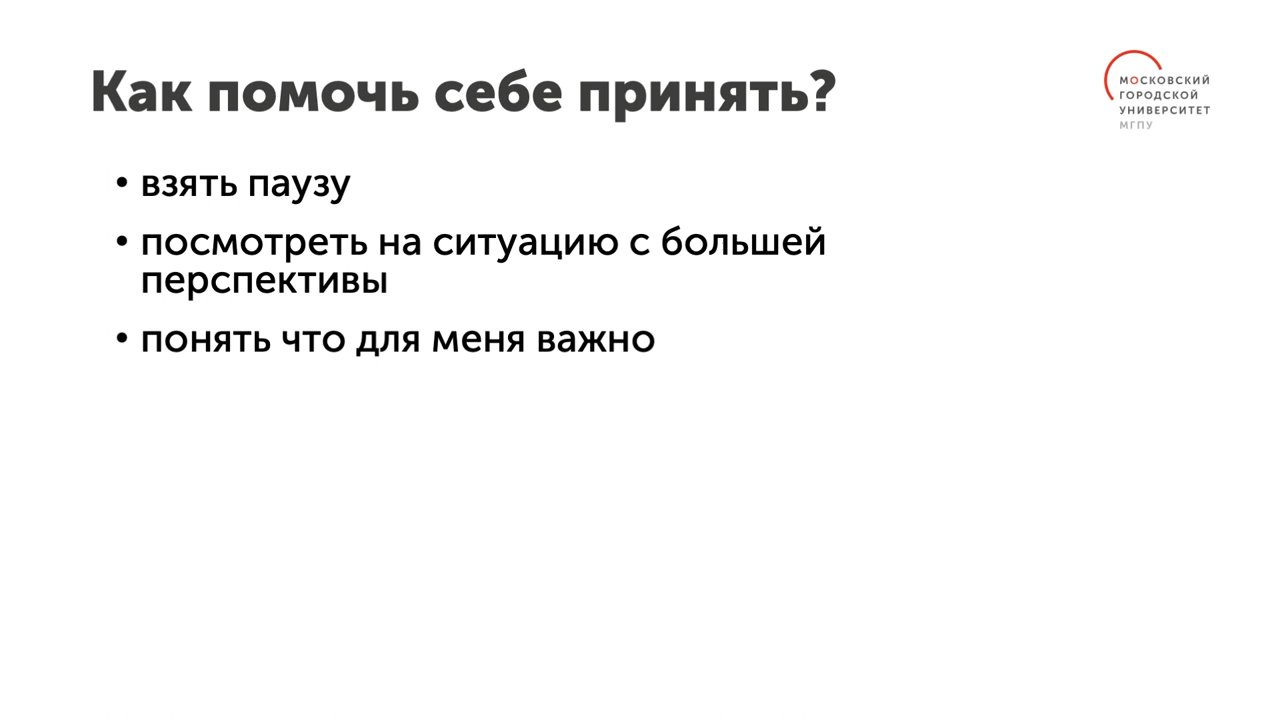 Как помочь себе принять?
МОСКОВСКИЙ
ГОРОДСКОЙ
УНИВЕРСИТЕТ
МГПУ
• взять паузу
• посмотреть на ситуацию с большей
перспективы
• понять что для меня важно